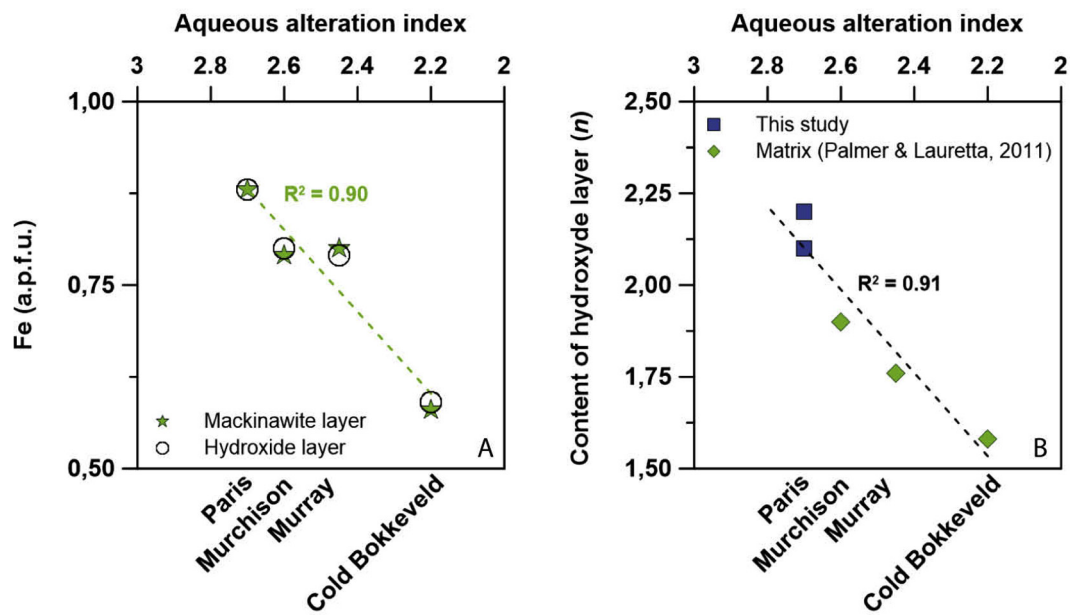 Aqueous alteration index
3 2.8 2.6 2.4 2.2 2
1,00
0,75
0,50
Fe (a.p.f.u.)
R² = 0.90
Mackinawite layer
Hydroxide layer
A
Paris
Murchison
Murray
Cold Bokkeveld
Aqueous alteration index
3 2.8 2.6 2.4 2.2 2
2,50
2,25
2,00
1,75
1,50
Content of hydroxyde layer (n)
This study
Matrix (Palmer & Lauretta, 2011)
R² = 0.91
B
Paris
Murchison
Murray
Cold Bokkeveld